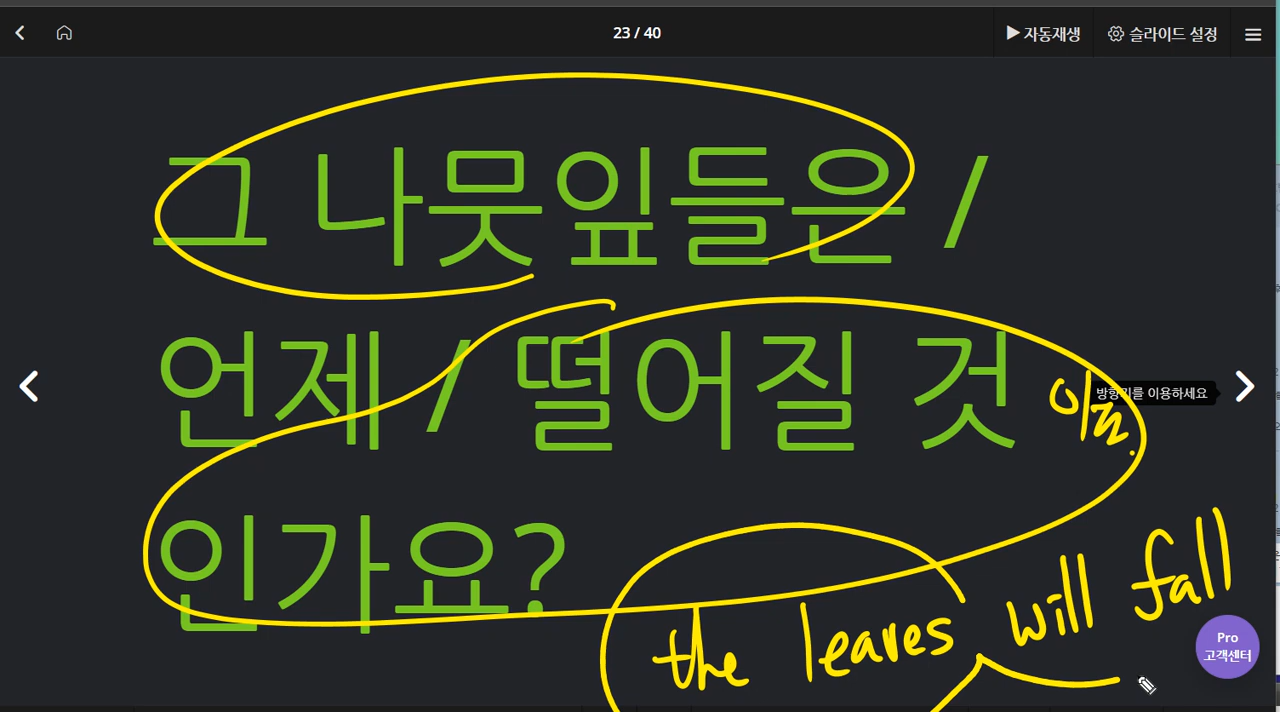 23 / 40
▶ 자동재생
슬라이드 설정
그 나뭇잎들은 /
언제 / 떨어질 것
방향키를 이용하세요
인가요?
the leaves will fall
Pro
고객센터